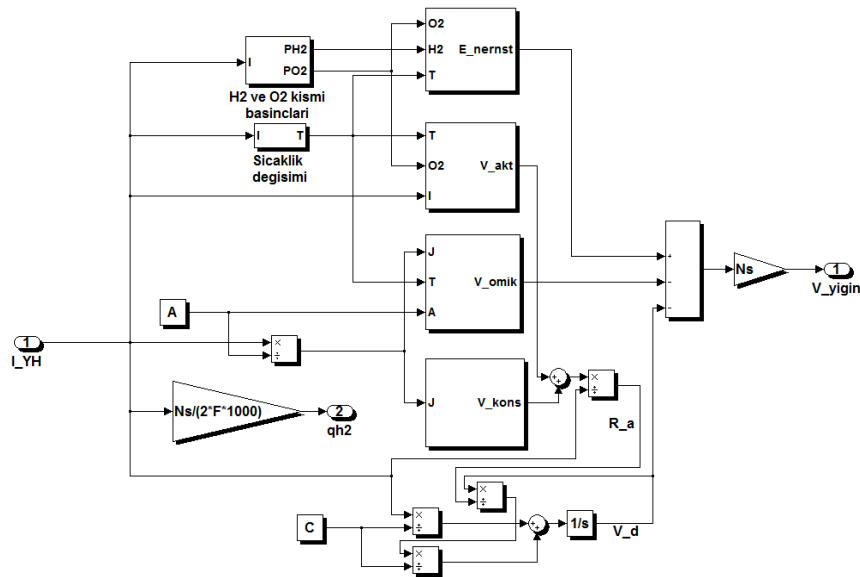 O2
PH2
H2
E_nernst
I
PO2
T
H2 ve O2 kismi
basinclari
I
T
T
Sicaklik
degisimi
O2
V_akt
I
J
+
Ns
1
T
V_omik
-
V_yigin
A
A
-
1
×
÷
I_YH
J
V_kons
+
+
×
÷
Ns/(2*F*1000)
2
qh2
R_a
×
÷
C
×
÷
+
+
1/s
V_d
×
÷